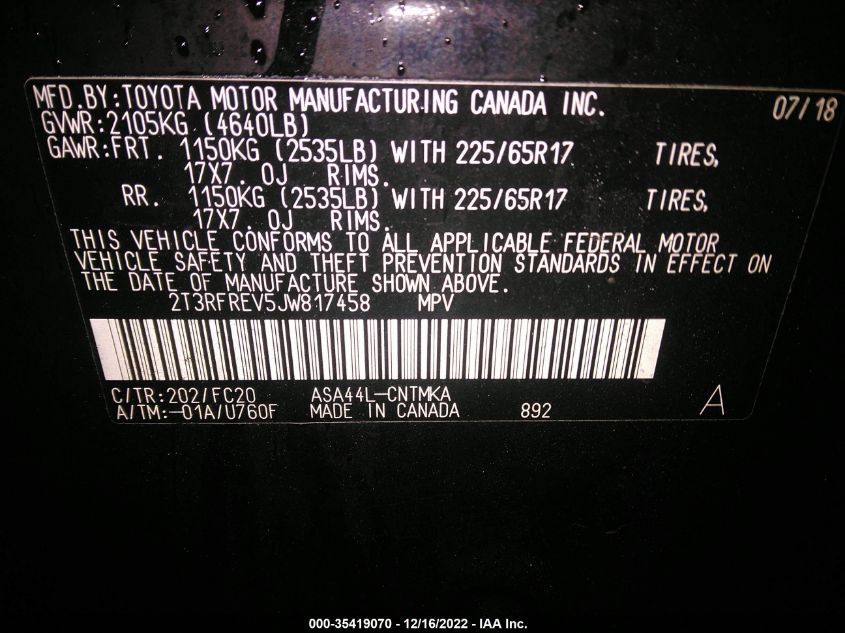 MFD.BY:TOYOTA MOTOR MANUFACTURING CANADA INC. 07/18
GVWR:2105KG (4640LB)
GAWR:FRT. 1150KG (2535LB) WITH 225/65R17 TIRES,
17X7.0J RIMS.
RR. 1150KG (2535LB) WITH 225/65R17 TIRES,
17X7.0J RIMS.
THIS VEHICLE CONFORMS TO ALL APPLICABLE FEDERAL MOTOR
VEHICLE SAFETY AND THEFT PREVENTION STANDARDS IN EFFECT ON
THE DATE OF MANUFACTURE SHOWN ABOVE.
2T3RFREV5JW817458 MPV
C/TR:202/FC20 ASA44L-CNTMKA A
A/TM:-01A/U760F MADE IN CANADA 892
000-35419070 - 12/16/2022 - IAA Inc.